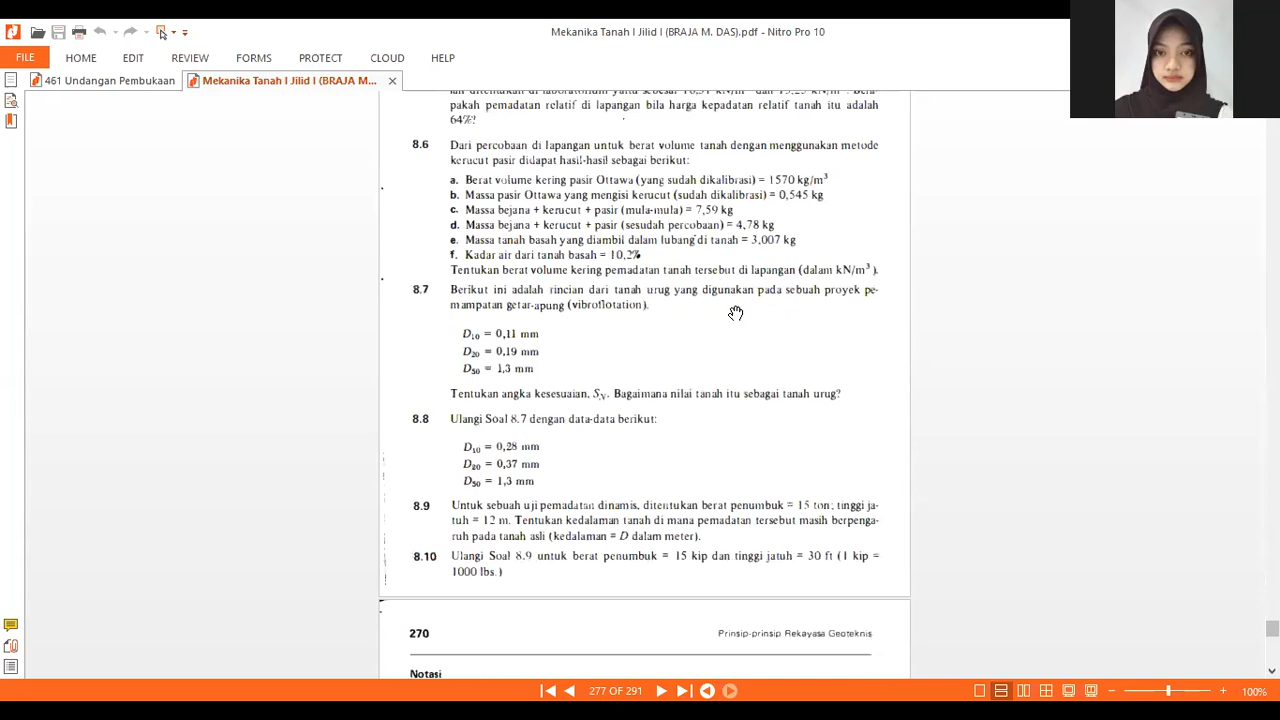 Mekanika Tanah I Jilid I (BRAJA M. DAS).pdf - Nitro Pro 10
FILE HOME EDIT REVIEW FORMS PROTECT CLOUD HELP
461 Undangan Pembukaan
Mekanika Tanah I Jilid I (BRAJA M...
pakah pemadatan relatif di lapangan bila harga kepadatan relatif tanah itu adalah
64%?
8.6 Dari percobaan di lapangan untuk berat volume tanah dengan menggunakan metode
kerucut pasir didapat hasil-hasil sebagai berikut:
a. Berat volume kering pasir Ottawa (yang sudah dikalibrasi) = 1570 kg/m³
b. Massa pasir Ottawa yang mengisi kerucut (sudah dikalibrasi) = 0,545 kg
c. Massa bejana + kerucut + pasir (mula-mula) = 7,59 kg
d. Massa bejana + kerucut + pasir (sesudah percobaan) = 4,78 kg
e. Massa tanah basah yang diambil dalam lubang di tanah = 3,007 kg
f. Kadar air dari tanah basah = 10,2%
Tentukan berat volume kering pemadatan tanah tersebut di lapangan (dalam kN/m³).
8.7 Berikut ini adalah rincian dari tanah urug yang digunakan pada sebuah proyek pe-
mampatan getar-apung (vibroflotation).
D₁₀ = 0,11 mm
D₂₀ = 0,19 mm
D₅₀ = 1,3 mm
Tentukan angka kesesuaian, S_N. Bagaimana nilai tanah itu sebagai tanah urug?
8.8 Ulangi Soal 8.7 dengan data-data berikut:
D₁₀ = 0,28 mm
D₂₀ = 0,37 mm
D₅₀ = 1,3 mm
8.9 Untuk sebuah uji pemadatan dinamis, ditentukan berat penumbuk = 15 ton; tinggi ja-
tuh = 12 m. Tentukan kedalaman tanah di mana pemadatan tersebut masih berpenga-
ruh pada tanah asli (kedalaman = D dalam meter).
8.10 Ulangi Soal 8.9 untuk berat penumbuk = 15 kip dan tinggi jatuh = 30 ft (1 kip =
1000 lbs.)
270 Prinsip-prinsip Rekayasa Geoteknis
Notasi
277 OF 291
100%